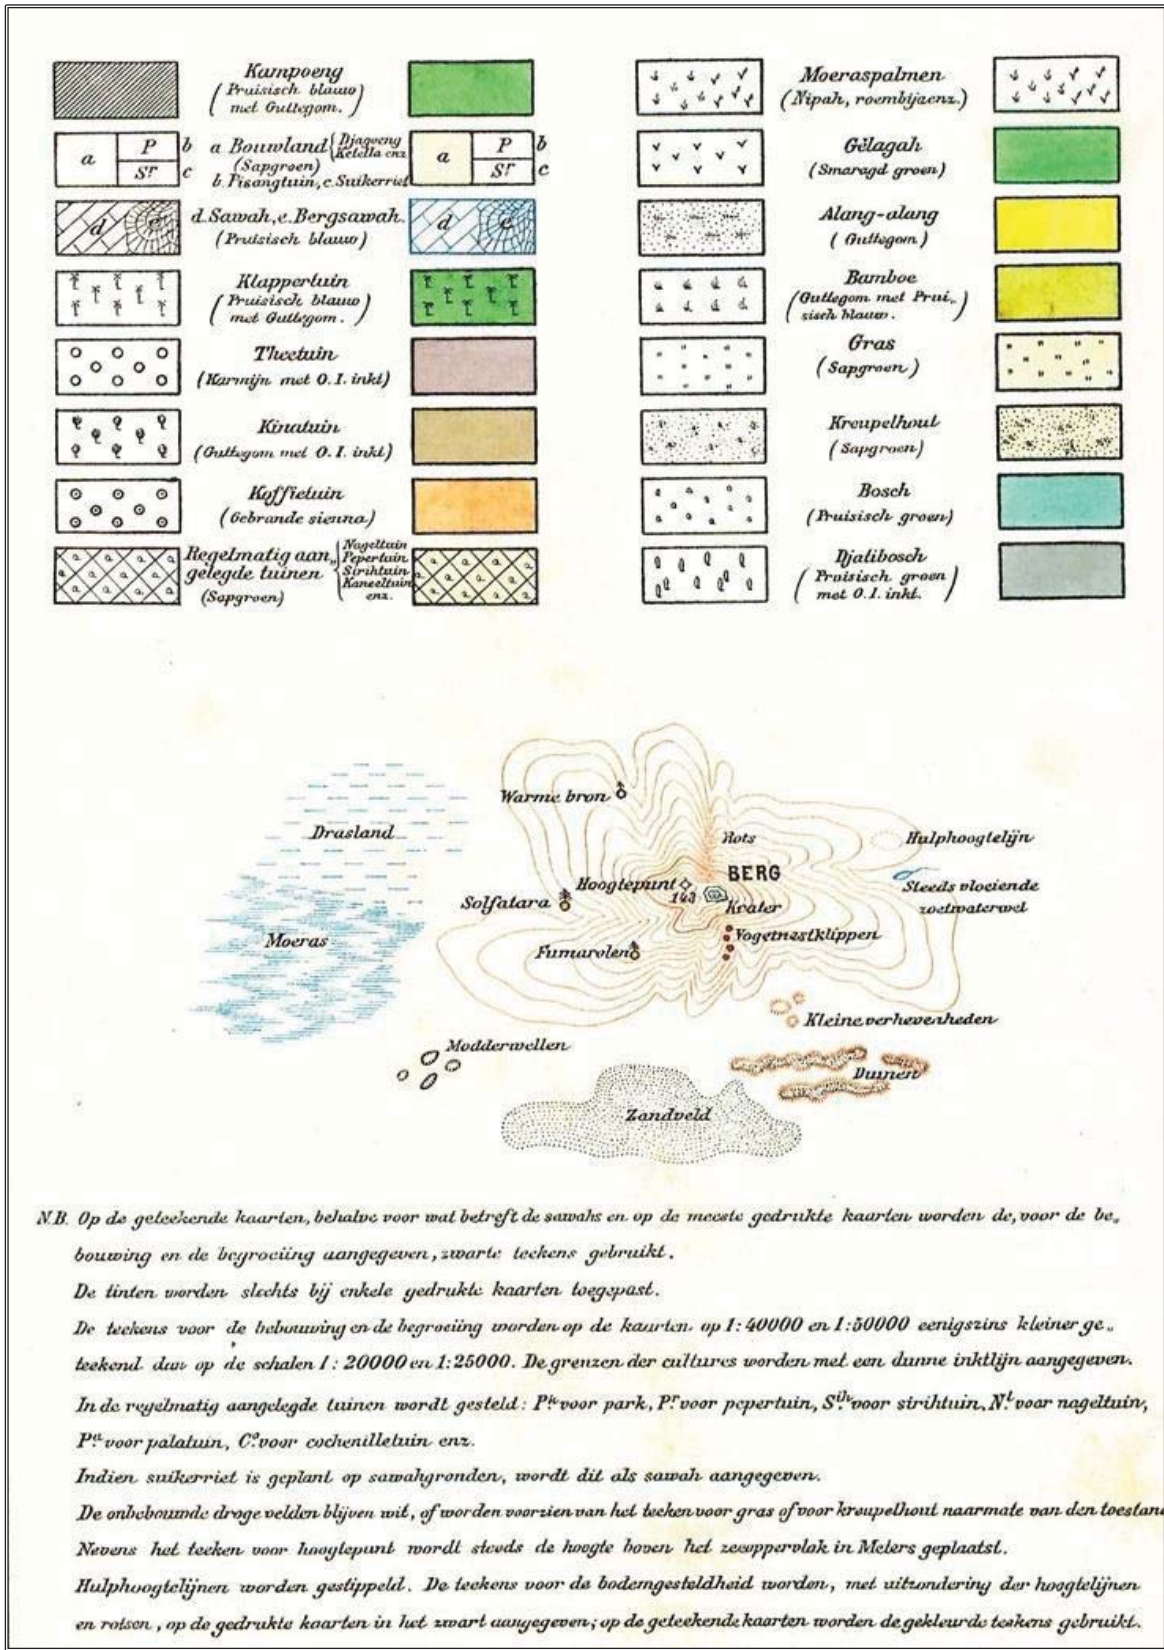 Kampoeng
(Pruisisch blauw
met Guttegom.)
a P b
Sr c
a Bouwland {Djagoeng
Ketella enz
(Sapgroen)
b. Pisangtuin, c. Suikerriet
a P b
Sr c
d e
d. Sawah, e. Bergsawah.
(Pruisisch blauw)
d e
Klappertuin
(Pruisisch blauw
met Guttegom.)
Theetuin
(Karmijn met O.I. inkt)
Kinatuin
(Guttegom met O.I. inkt)
Koffietuin
(Gebrande sienna)
Regelmatig aan„
gelegde tuinen
(Sapgroen)
{Nageltuin
Pepertuin
Sirihtuin
Kaneeltuin
enz.
Moeraspalmen
(Nipah, roembija enz.)
Gĕlagah
(Smaragd groen)
Alang-alang
(Guttegom)
Bamboe
(Guttegom met Prui„
sisch blauw.)
Gras
(Sapgroen)
Kreupelhout
(Sapgroen)
Bosch
(Pruisisch groen)
Djatibosch
(Pruisisch groen
met O.I. inkt.)
Warme bron
Drasland
Rots
Hulphoogtelijn
BERG
Hoogtepunt
143
Steeds vloeiende
zoetwaterwel
Solfatara
Krater
Moeras
Vogelnestklippen
Fumarolen
Kleine verhevenheden
Modderwellen
Duinen
Zandveld
N.B. Op de geteekende kaarten, behalve voor wat betreft de sawahs en op de meeste gedrukte kaarten worden de, voor de be„
bouwing en de begroeiing aangegeven, zwarte teekens gebruikt.
De tinten worden slechts bij enkele gedrukte kaarten toegepast.
De teekens voor de bebouwing en de begroeiing worden op de kaarten op 1:40000 en 1:50000 eenigszins kleiner ge„
teekend dan op de schalen 1:20000 en 1:25000. De grenzen der cultures worden met een dunne inktlijn aangegeven.
In de regelmatig aangelegde tuinen wordt gesteld: Pk voor park, Pr voor pepertuin, Sih voor sirihtuin, Nl voor nageltuin,
Pa voor palatuin, Co voor cochenilletuin enz.
Indien suikerriet is geplant op sawahgronden, wordt dit als sawah aangegeven.
De onbebouwde droge velden blijven wit, of worden voorzien van het teeken voor gras of voor kreupelhout naarmate van den toestand
Nevens het teeken voor hoogtepunt wordt steeds de hoogte boven het zeeoppervlak in Meters geplaatst.
Hulphoogtelijnen worden gestippeld. De teekens voor de bodemgesteldheid worden, met uitzondering der hoogtelijnen
en rotsen, op de gedrukte kaarten in het zwart aangegeven; op de geteekende kaarten worden de gekleurde teekens gebruikt.